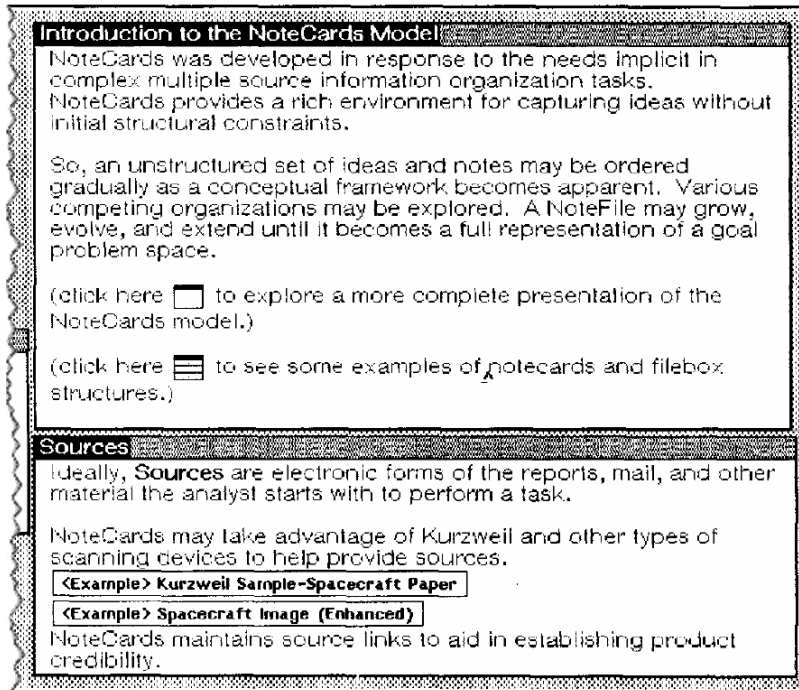 Introduction to the NoteCards Model
NoteCards was developed in response to the needs implicit in
complex multiple source information organization tasks.
NoteCards provides a rich environment for capturing ideas without
initial structural constraints.
So, an unstructured set of ideas and notes may be ordered
gradually as a conceptual framework becomes apparent. Various
competing organizations may be explored. A NoteFile may grow,
evolve, and extend until it becomes a full representation of a goal
problem space.
(click here to explore a more complete presentation of the
NoteCards model.)
(click here to see some examples of notecards and filebox
structures.)
Sources
Ideally, Sources are electronic forms of the reports, mail, and other
material the analyst starts with to perform a task.
NoteCards may take advantage of Kurzweil and other types of
scanning devices to help provide sources.
<Example> Kurzweil Sample-Spacecraft Paper
<Example> Spacecraft Image (Enhanced)
NoteCards maintains source links to aid in establishing product
credibility.